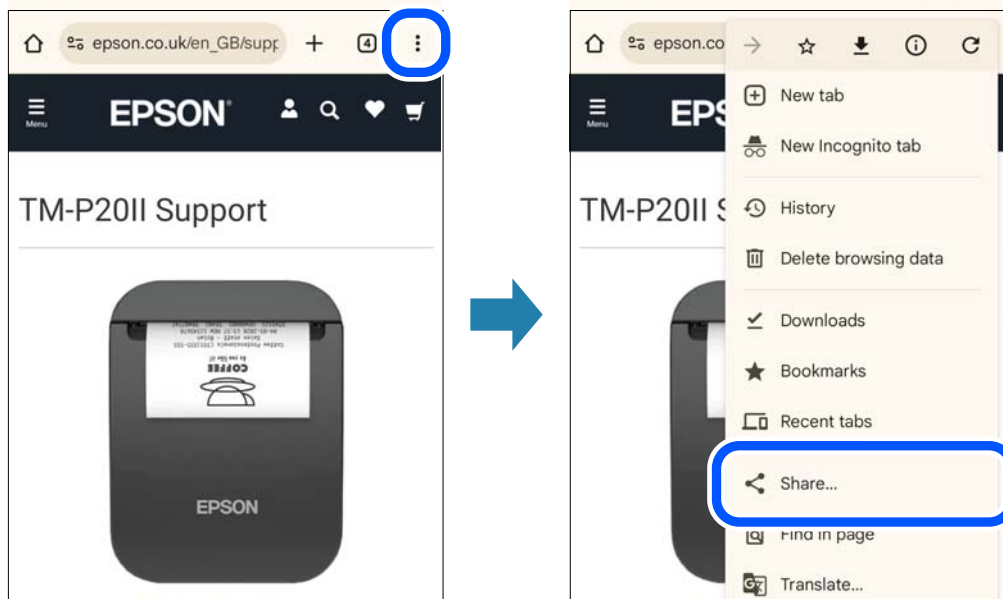 epson.co.uk/en_GB/supp
4
Menu
EPSON
TM-P20II Support
COFFEE
EPSON
epson.co
Menu
EPS
TM-P20II S
New tab
New Incognito tab
History
Delete browsing data
Downloads
Bookmarks
Recent tabs
Share...
Find in page
Translate...